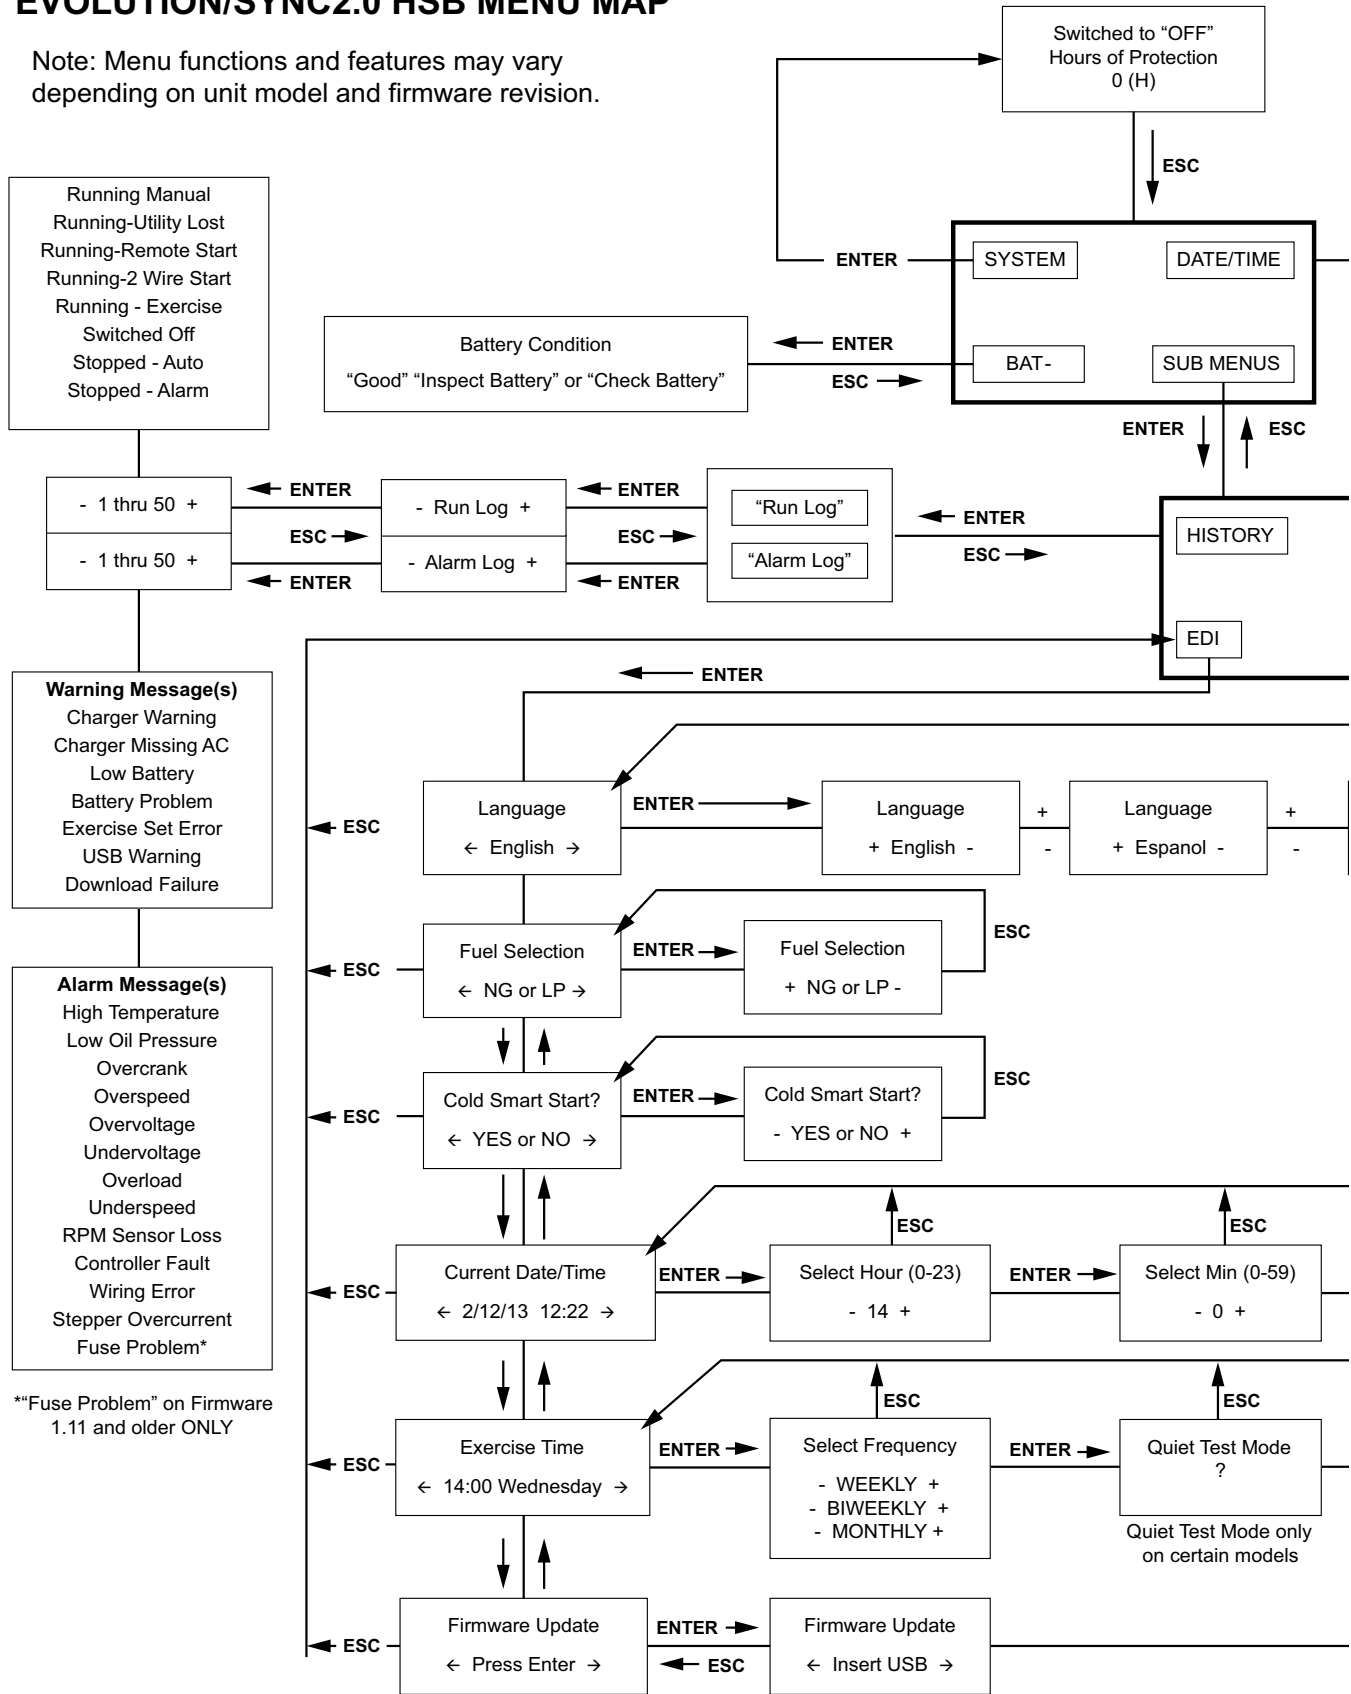 EVOLUTION/SYNC2.0 HSB MENU MAP
Note: Menu functions and features may vary
depending on unit model and firmware revision.
Switched to “OFF”
Hours of Protection
0 (H)
ESC
ENTER
SYSTEM
DATE/TIME
BAT-
SUB MENUS
Battery Condition
“Good” “Inspect Battery” or “Check Battery”
ENTER
ESC
ENTER
ESC
Running Manual
Running-Utility Lost
Running-Remote Start
Running-2 Wire Start
Running - Exercise
Switched Off
Stopped - Auto
Stopped - Alarm
- 1 thru 50 +
- 1 thru 50 +
ENTER
ESC
ENTER
- Run Log +
- Alarm Log +
ENTER
ESC
ENTER
“Run Log”
“Alarm Log”
ENTER
ESC
HISTORY
EDI
ENTER
Warning Message(s)
Charger Warning
Charger Missing AC
Low Battery
Battery Problem
Exercise Set Error
USB Warning
Download Failure
Alarm Message(s)
High Temperature
Low Oil Pressure
Overcrank
Overspeed
Overvoltage
Undervoltage
Overload
Underspeed
RPM Sensor Loss
Controller Fault
Wiring Error
Stepper Overcurrent
Fuse Problem*
*“Fuse Problem” on Firmware
1.11 and older ONLY
ESC
Language
← English →
ENTER
Language
+ English -
+
-
Language
+ Espanol -
+
-
ESC
Fuel Selection
← NG or LP →
ENTER
Fuel Selection
+ NG or LP -
ESC
ESC
Cold Smart Start?
← YES or NO →
ENTER
Cold Smart Start?
- YES or NO +
ESC
ESC
Current Date/Time
← 2/12/13 12:22 →
ENTER
ESC
Select Hour (0-23)
- 14 +
ENTER
ESC
Select Min (0-59)
- 0 +
ESC
Exercise Time
← 14:00 Wednesday →
ENTER
ESC
Select Frequency
- WEEKLY +
- BIWEEKLY +
- MONTHLY +
ENTER
ESC
Quiet Test Mode
?
Quiet Test Mode only
on certain models
ESC
Firmware Update
← Press Enter →
ENTER
ESC
Firmware Update
← Insert USB →